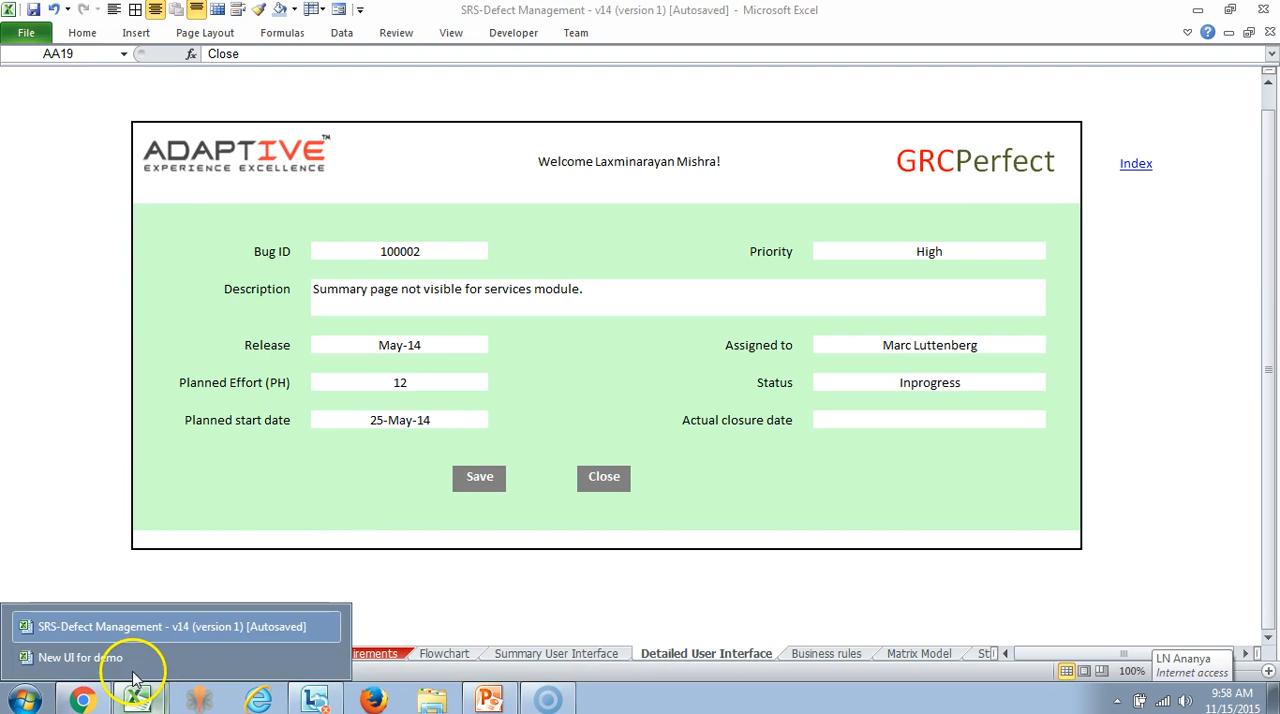 SRS-Defect Management - v14 (version 1) [Autosaved] - Microsoft Excel
File Home Insert Page Layout Formulas Data Review View Developer Team
AA19 fx Close
ADAPTIVE™
EXPERIENCE EXCELLENCE
Welcome Laxminarayan Mishra!
GRCPerfect
Index
Bug ID 100002 Priority High
Description Summary page not visible for services module.
Release May-14 Assigned to Marc Luttenberg
Planned Effort (PH) 12 Status Inprogress
Planned start date 25-May-14 Actual closure date
Save Close
SRS-Defect Management - v14 (version 1) [Autosaved]
New UI for demo
irements Flowchart Summary User Interface Detailed User Interface Business rules Matrix Model St
LN Ananya
Internet access
100%
9:58 AM
11/15/2015